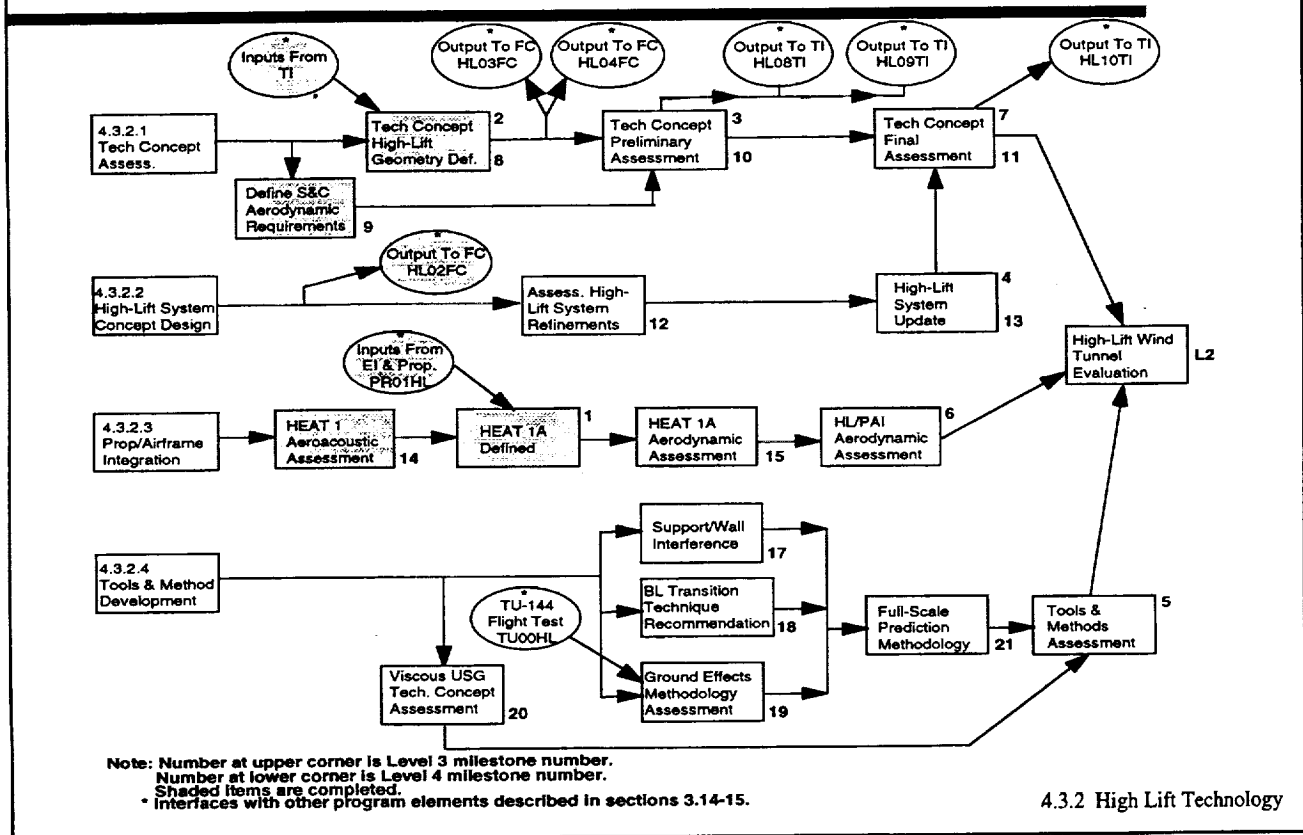 *
Inputs From
TI
*
Output To FC
HL03FC
*
Output To FC
HL04FC
*
Output To TI
HL08TI
*
Output To TI
HL09TI
*
Output To TI
HL10TI
4.3.2.1
Tech Concept
Assess.
2
Tech Concept
High-Lift
Geometry Def.
8
3
Tech Concept
Preliminary
Assessment
10
7
Tech Concept
Final
Assessment
11
Define S&C
Aerodynamic
Requirements
9
*
Output To FC
HL02FC
4.3.2.2
High-Lift System
Concept Design
Assess. High-
Lift System
Refinements
12
4
High-Lift
System
Update
13
High-Lift Wind
Tunnel
Evaluation
L2
*
Inputs From
EI & Prop.
PR01HL
4.3.2.3
Prop/Airframe
Integration
HEAT 1
Aeroacoustic
Assessment
14
1
HEAT 1A
Defined
HEAT 1A
Aerodynamic
Assessment
15
6
HL/PAI
Aerodynamic
Assessment
Support/Wall
Interference
17
4.3.2.4
Tools & Method
Development
*
TU-144
Flight Test
TU00HL
BL Transition
Technique
Recommendation
18
Full-Scale
Prediction
Methodology
21
5
Tools &
Methods
Assessment
Viscous USG
Tech. Concept
Assessment
20
Ground Effects
Methodology
Assessment
19
Note: Number at upper corner is Level 3 milestone number.
Number at lower corner is Level 4 milestone number.
Shaded items are completed.
* Interfaces with other program elements described in sections 3.14-15.
4.3.2 High Lift Technology